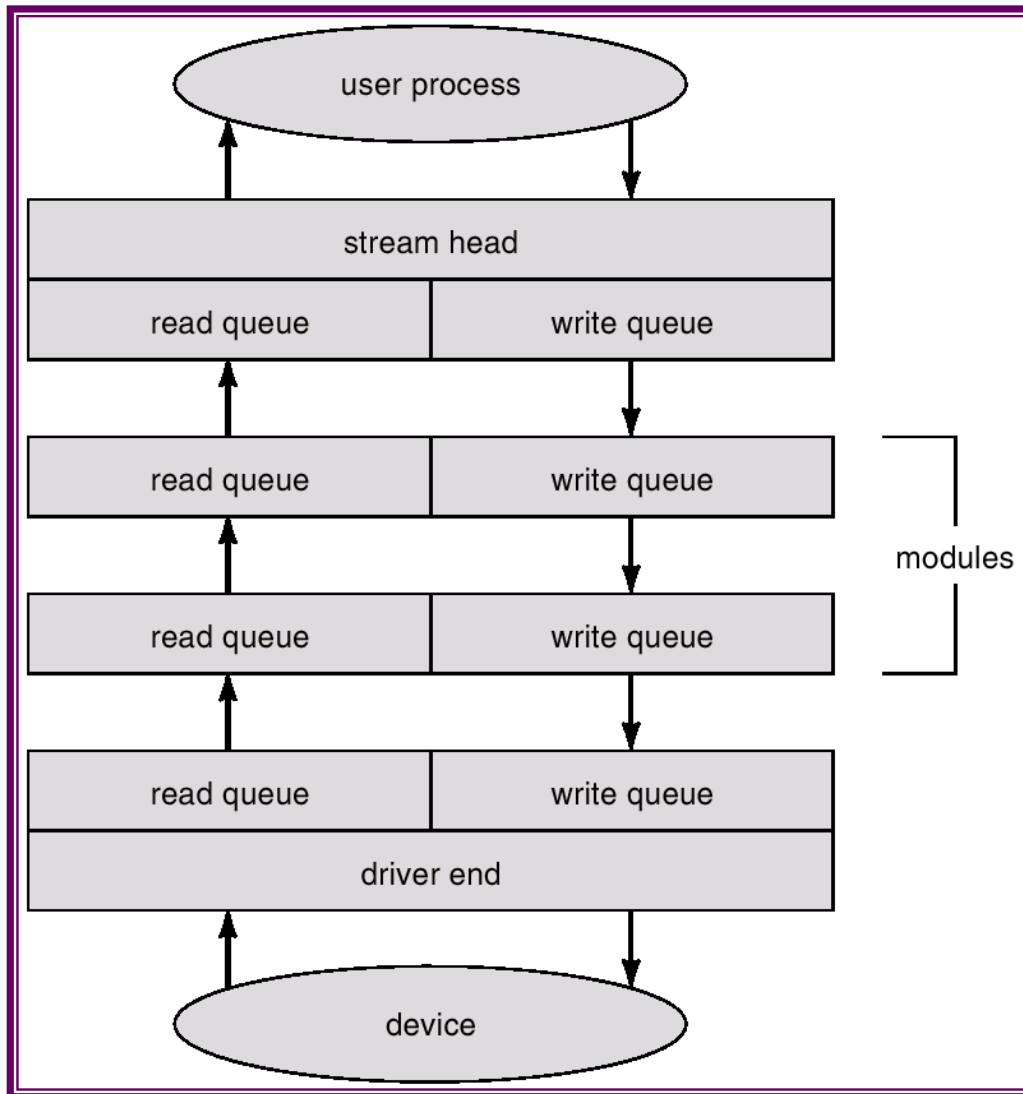 user process
stream head
read queue
write queue
read queue
write queue
modules
read queue
write queue
read queue
write queue
driver end
device